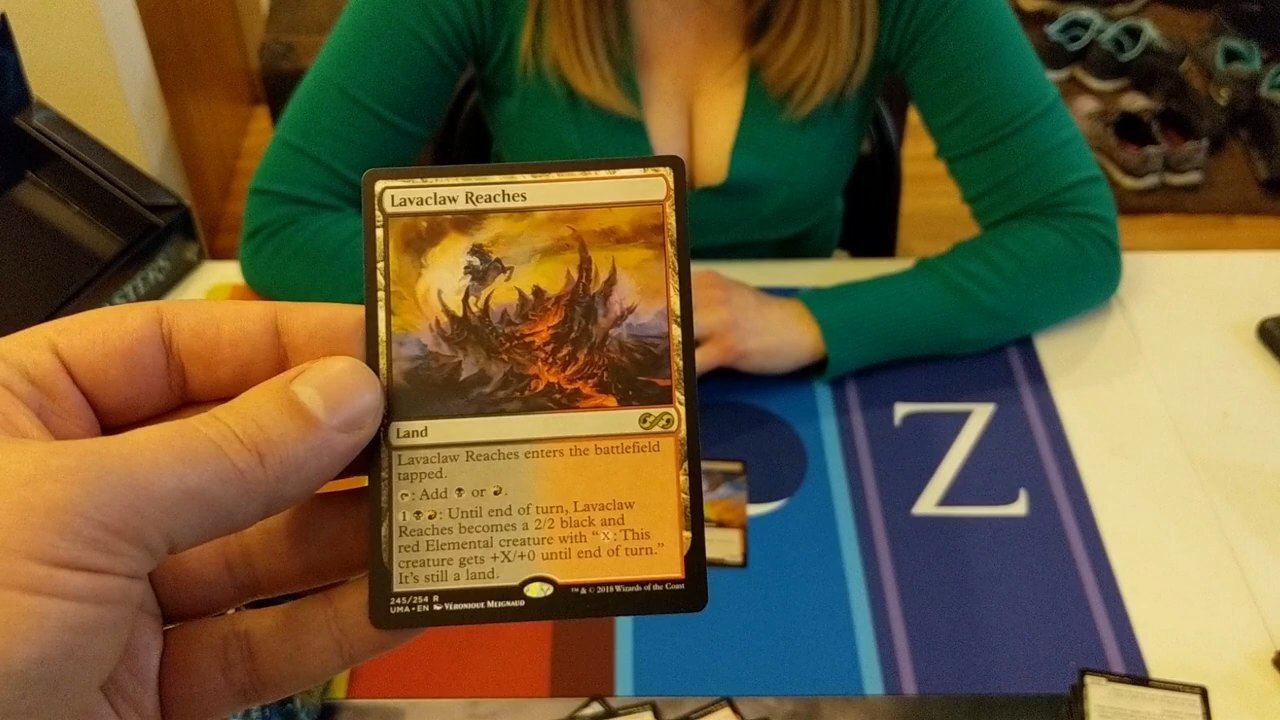 Lavaclaw Reaches
Land
Lavaclaw Reaches enters the battlefield
tapped.
: Add or .
1 : Until end of turn, Lavaclaw
Reaches becomes a 2/2 black and
red Elemental creature with “X: This
creature gets +X/+0 until end of turn.”
It's still a land.
245/254 R
UMA • EN Véronique Meignaud
™ & © 2018 Wizards of the Coast
Z